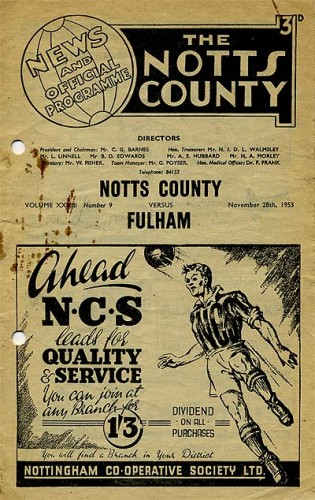 3D
NEWS
AND
OFFICIAL
PROGRAMME
THE
NOTTS
COUNTY
DIRECTORS
President and Chairman: Mr. C. G. BARNES Hon. Treasurer: Mr. H. J. D. L. WALMSLEY
Mr. L. LINNELL Mr. B. D. EDWARDS Mr. A. E. HUBBARD Mr. H. A. MORLEY
Secretary: Mr. W. FISHER. Team Manager: Mr. G. POYSER. Hon. Medical Officer: Dr. F. PRANK
Telephone: 84152
NOTTS COUNTY
VOLUME Number 9 VERSUS November 28th, 1953
FULHAM
Ahead
N·C·S
leads for
QUALITY
& SERVICE
You can join at
any Branch for
1'3
DIVIDEND
- ON ALL -
PURCHASES
You will find a Branch in Your District
NOTTINGHAM CO-OPERATIVE SOCIETY LTD.